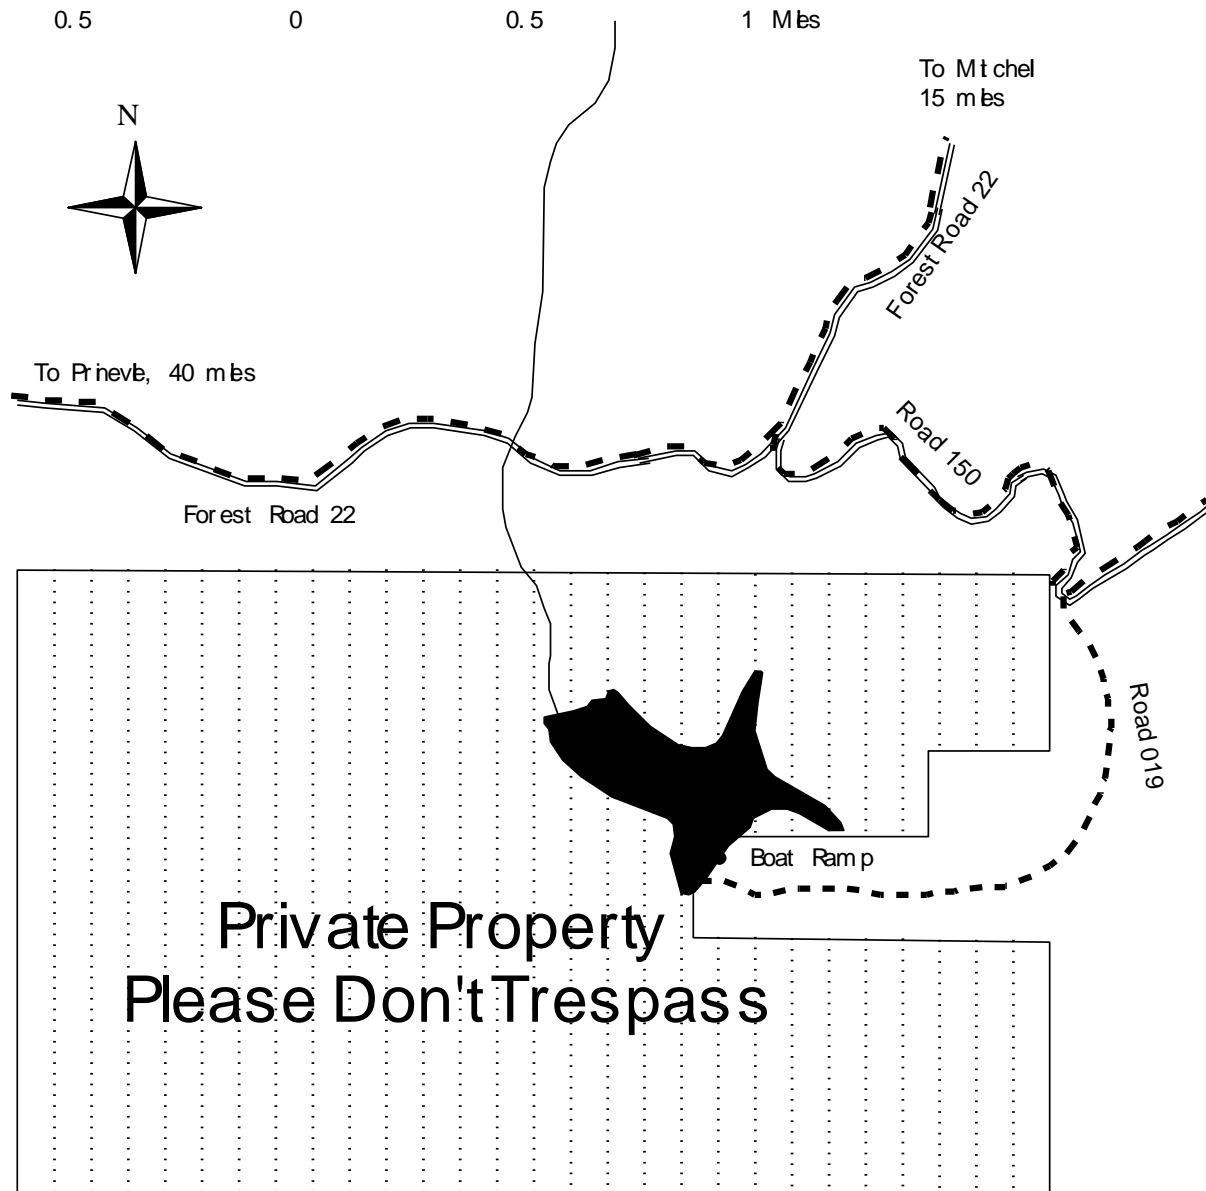 0.5 0 0.5 1 Miles
To Mitchel
15 miles
N
Forest Road 22
To Prineville, 40 miles
Road 150
Forest Road 22
Road 019
Boat Ramp
Private Property
Please Don't Trespass